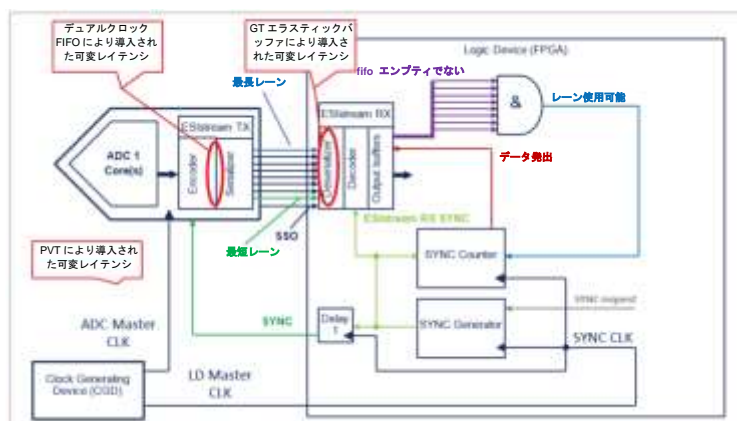 デュアルクロック
FIFO により導入され
た可変レイテンシ
GT エラスティックバ
ッファにより導入さ
れた可変レイテンシ
Logic Device (FPGA)
最長レーン
fifo エンプティでない
&
レーン使用可能
ESIstream TX
ESIstream RX
ADC 1
Core(s)
Encoder
Serializer
Deserializer
Decoder
Output buffers
データ発出
ESIstream RX SYNC
SSO
最短レーン
PVT により導入され
た可変レイテンシ
SYNC Counter
SYNC
Delay
1
SYNC Generator
SYNC CLK
ADC Master
CLK
Clock Generating
Device (CGD)
LD Master
CLK